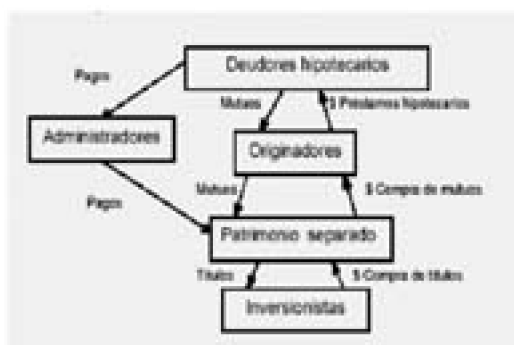 Deudores hipotecarios
Pagos
Mutuos
$ Préstamos hipotecarios
Administradores
Originadores
Mutuos
$ Compra de mutuos
Pagos
Patrimonio separado
Títulos
$ Compra de títulos
Inversionistas